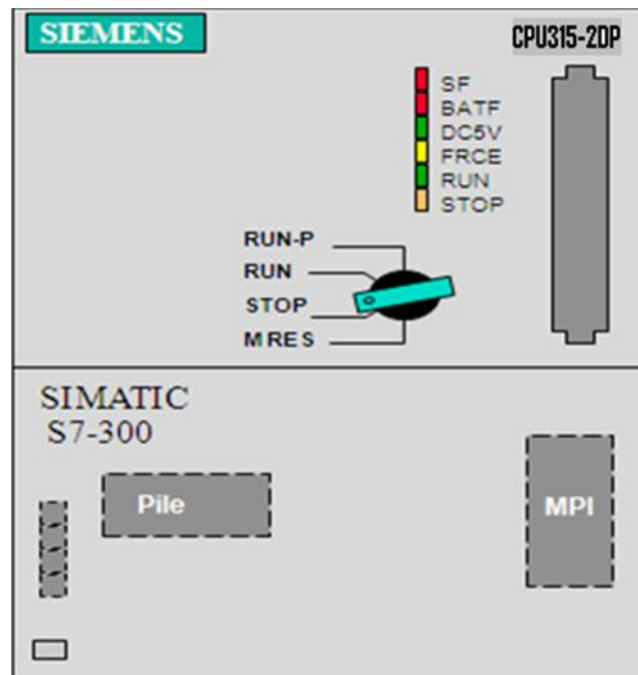 SIEMENS
CPU315-2DP
SF
BATF
DC5V
FRCE
RUN
STOP
RUN-P
RUN
STOP
MRES
SIMATIC
S7-300
Pile
MPI